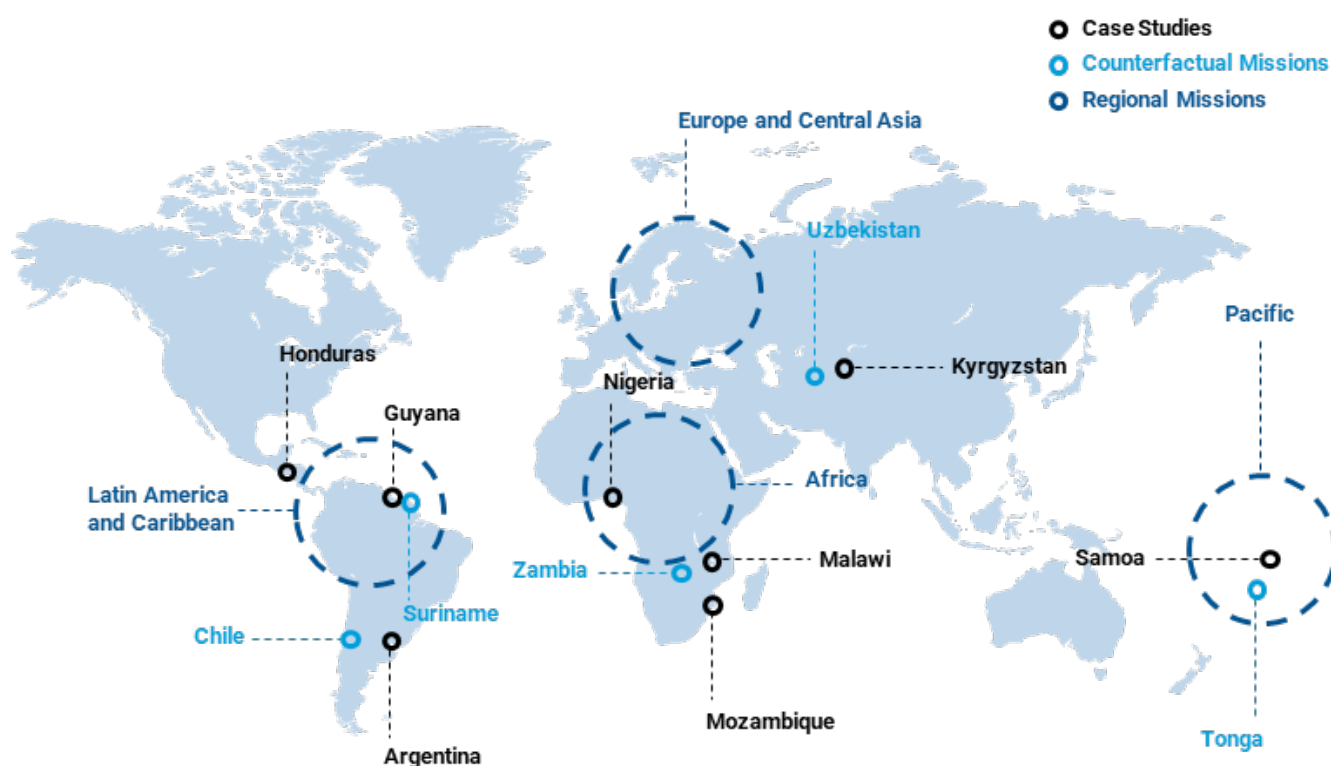 Case Studies
Counterfactual Missions
Regional Missions
Europe and Central Asia
Uzbekistan
Pacific
Honduras
Kyrgyzstan
Nigeria
Guyana
Africa
Latin America
and Caribbean
Malawi
Samoa
Zambia
Suriname
Chile
Mozambique
Tonga
Argentina